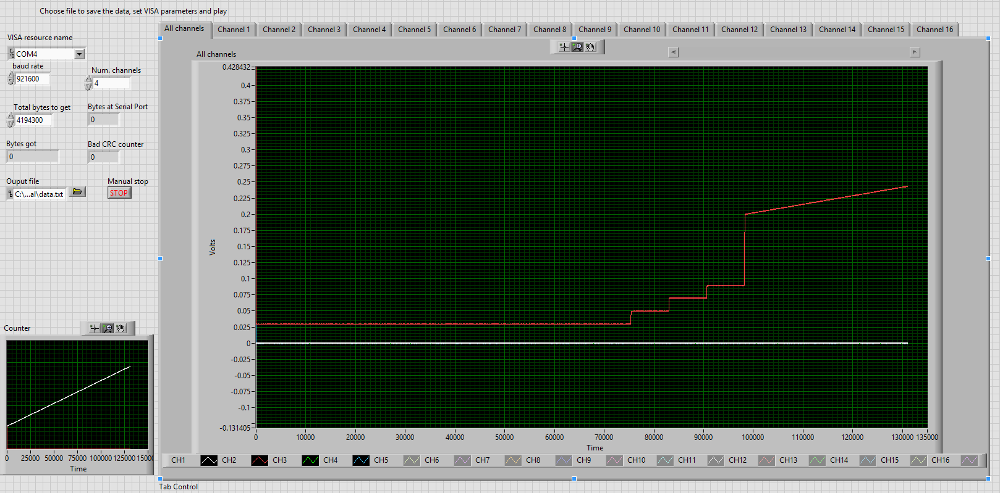 Choose file to save the data, set VISA parameters and play
VISA resource name
COM4
baud rate
921600
Num. channels
4
Total bytes to get
4194300
Bytes at Serial Port
0
Bytes got
0
Bad CRC counter
0
Ouput file
C:\...al\data.txt
Manual stop
STOP
All channels Channel 1 Channel 2 Channel 3 Channel 4 Channel 5 Channel 6 Channel 7 Channel 8 Channel 9 Channel 10 Channel 11 Channel 12 Channel 13 Channel 14 Channel 15 Channel 16
All channels
0.428432
0.4
0.375
0.35
0.325
0.3
0.275
0.25
0.225
0.2
0.175
0.15
0.125
0.1
0.075
0.05
0.025
0
-0.025
-0.05
-0.075
-0.1
-0.131405
Volts
0 10000 20000 30000 40000 50000 60000 70000 80000 90000 100000 110000 120000 130000 135000
Time
CH1 CH2 CH3 CH4 CH5 CH6 CH7 CH8 CH9 CH10 CH11 CH12 CH13 CH14 CH15 CH16
Counter
0 25000 50000 75000 100000 125000 15000
Time
Tab Control